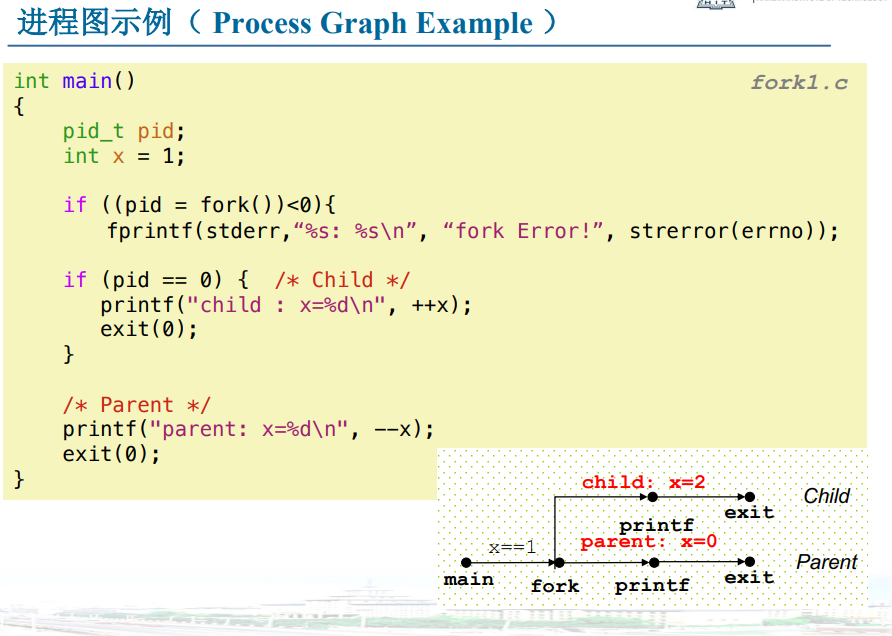 进程图示例（ Process Graph Example ）
int main() fork1.c
{
pid_t pid;
int x = 1;
if ((pid = fork())<0){
fprintf(stderr,“%s: %s\n”, “fork Error!”, strerror(errno));
if (pid == 0) { /* Child */
printf("child : x=%d\n", ++x);
exit(0);
}
/* Parent */
printf("parent: x=%d\n", --x);
exit(0);
}
child: x=2
Child
printf
exit
x==1
parent: x=0
Parent
main
fork
printf
exit